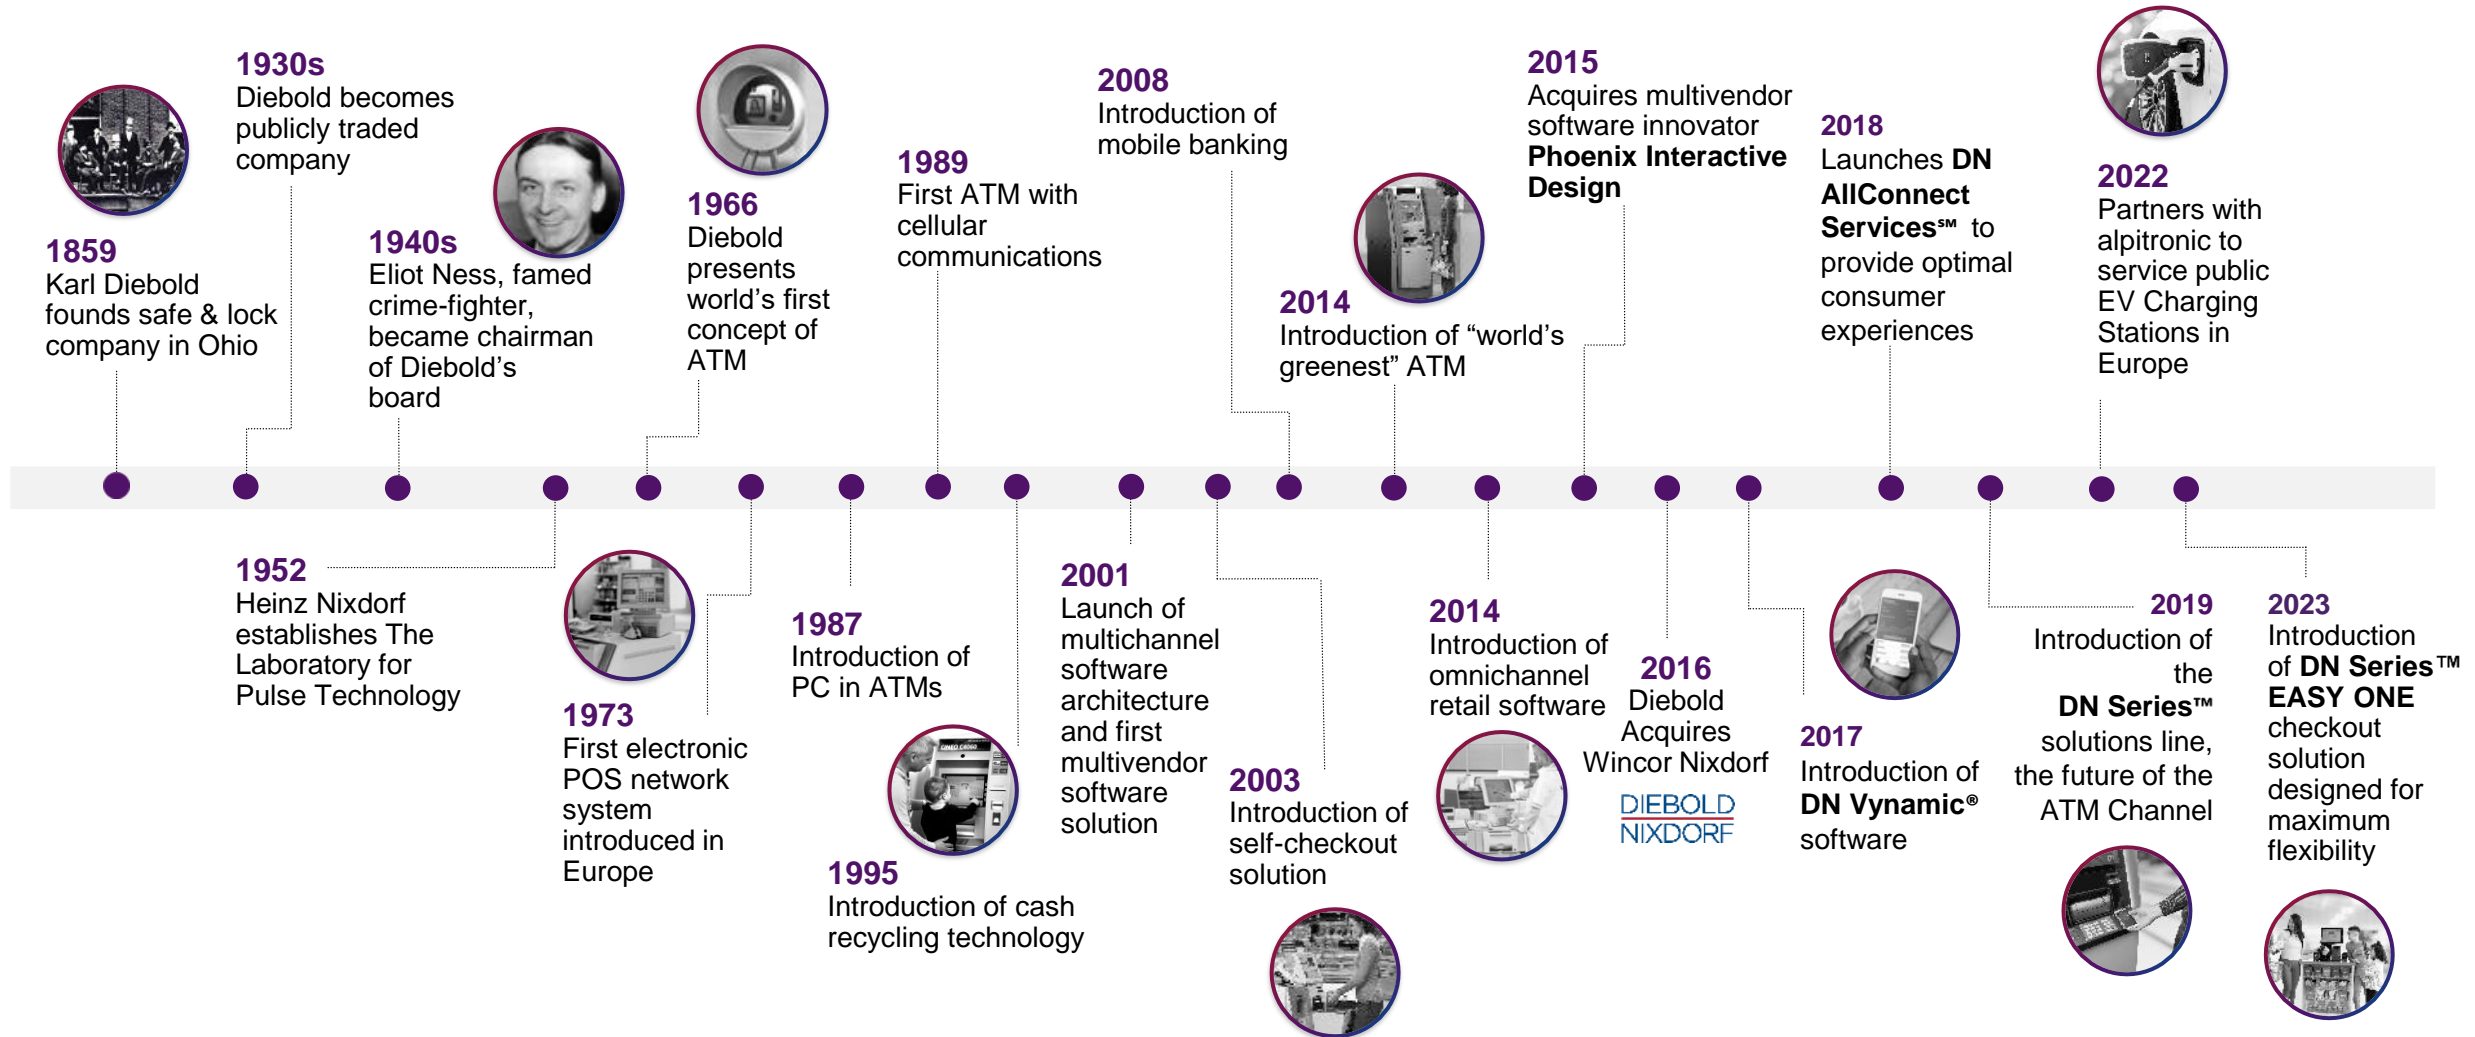 1859
Karl Diebold
founds safe & lock
company in Ohio
1930s
Diebold becomes
publicly traded
company
1940s
Eliot Ness, famed
crime-fighter,
became chairman
of Diebold’s
board
1952
Heinz Nixdorf
establishes The
Laboratory for
Pulse Technology
1966
Diebold
presents
world’s first
concept of
ATM
1973
First electronic
POS network
system
introduced in
Europe
1987
Introduction of
PC in ATMs
1989
First ATM with
cellular
communications
1995
Introduction of cash
recycling technology
2001
Launch of
multichannel
software
architecture
and first
multivendor
software
solution
2003
Introduction of
self-checkout
solution
2008
Introduction of
mobile banking
2014
Introduction of “world’s
greenest” ATM
2014
Introduction of
omnichannel
retail software
2015
Acquires multivendor
software innovator
Phoenix Interactive
Design
2016
Diebold
Acquires
Wincor Nixdorf
DIEBOLD
NIXDORF
2017
Introduction of
DN Vynamic®
software
2018
Launches DN
AllConnect
Services℠ to
provide optimal
consumer
experiences
2019
Introduction of
the
DN Series™
solutions line,
the future of the
ATM Channel
2022
Partners with
alpitronic to
service public
EV Charging
Stations in
Europe
2023
Introduction
of DN Series™
EASY ONE
checkout
solution
designed for
maximum
flexibility